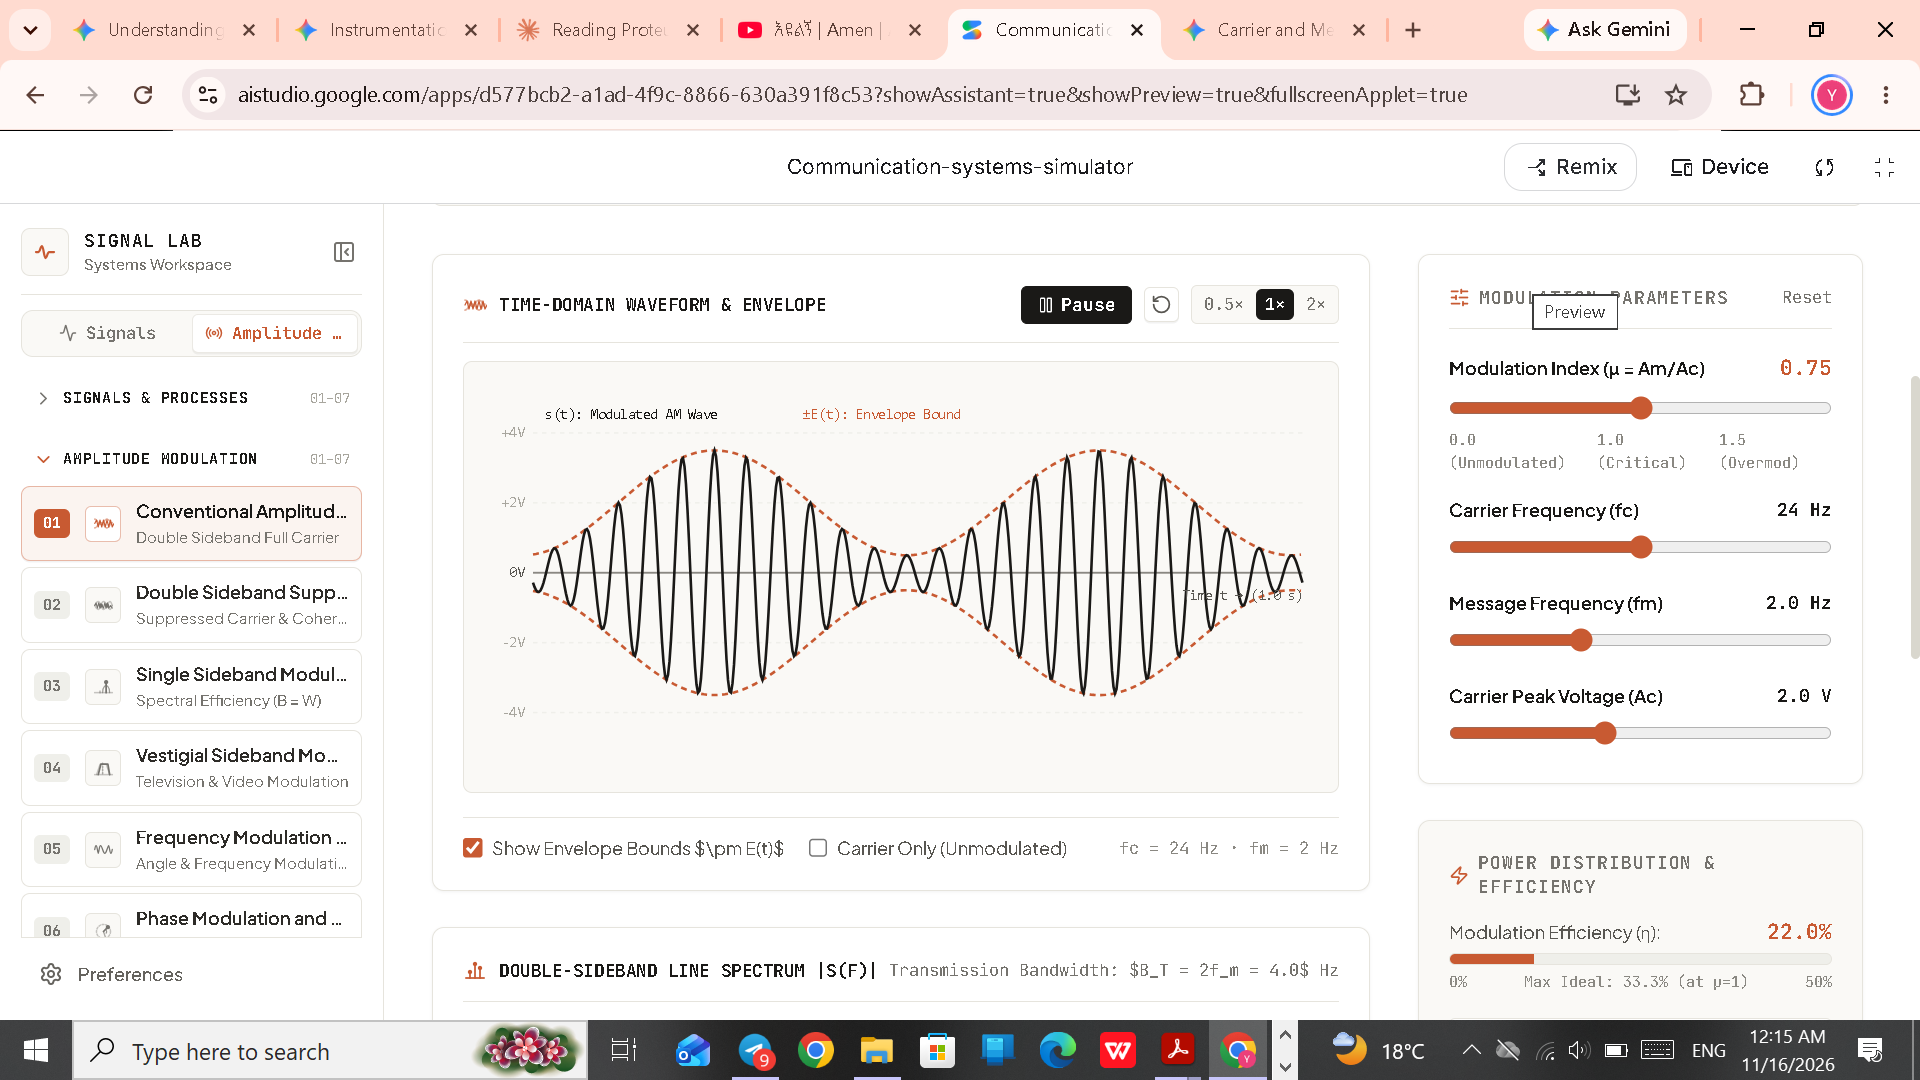 Understanding
Instrumentatic
Reading Prote
Amen |
Communicatic
Carrier and Me
Ask Gemini
aistudio.google.com/apps/d577bcb2-a1ad-4f9c-8866-630a391f8c53?showAssistant=true&showPreview=true&fullscreenApplet=true
Y
Communication-systems-simulator
Remix
Device
SIGNAL LAB
Systems Workspace
Signals
Amplitude …
SIGNALS & PROCESSES 01–07
AMPLITUDE MODULATION 01–07
01
Conventional Amplitud...
Double Sideband Full Carrier
02
Double Sideband Supp...
Suppressed Carrier & Coher...
03
Single Sideband Modul...
Spectral Efficiency (B = W)
04
Vestigial Sideband Mo...
Television & Video Modulation
05
Frequency Modulation ...
Angle & Frequency Modulati...
06
Phase Modulation and ...
Preferences
TIME-DOMAIN WAVEFORM & ENVELOPE
Pause
0.5×
1×
2×
s(t): Modulated AM Wave
±E(t): Envelope Bound
+4V
+2V
0V
-2V
-4V
Time t → (1.0 s)
Show Envelope Bounds $\pm E(t)$
Carrier Only (Unmodulated)
fc = 24 Hz · fm = 2 Hz
DOUBLE-SIDEBAND LINE SPECTRUM |S(F)|
Transmission Bandwidth: $B_T = 2f_m = 4.0$ Hz
MODULATION PARAMETERS
Reset
Preview
Modulation Index (μ = Am/Ac) 0.75
0.0 1.0 1.5
(Unmodulated) (Critical) (Overmod)
Carrier Frequency (fc) 24 Hz
Message Frequency (fm) 2.0 Hz
Carrier Peak Voltage (Ac) 2.0 V
POWER DISTRIBUTION &
EFFICIENCY
Modulation Efficiency (η): 22.0%
0% Max Ideal: 33.3% (at μ=1) 50%
Type here to search
9
W
Y
18°C
ENG
12:15 AM
11/16/2026